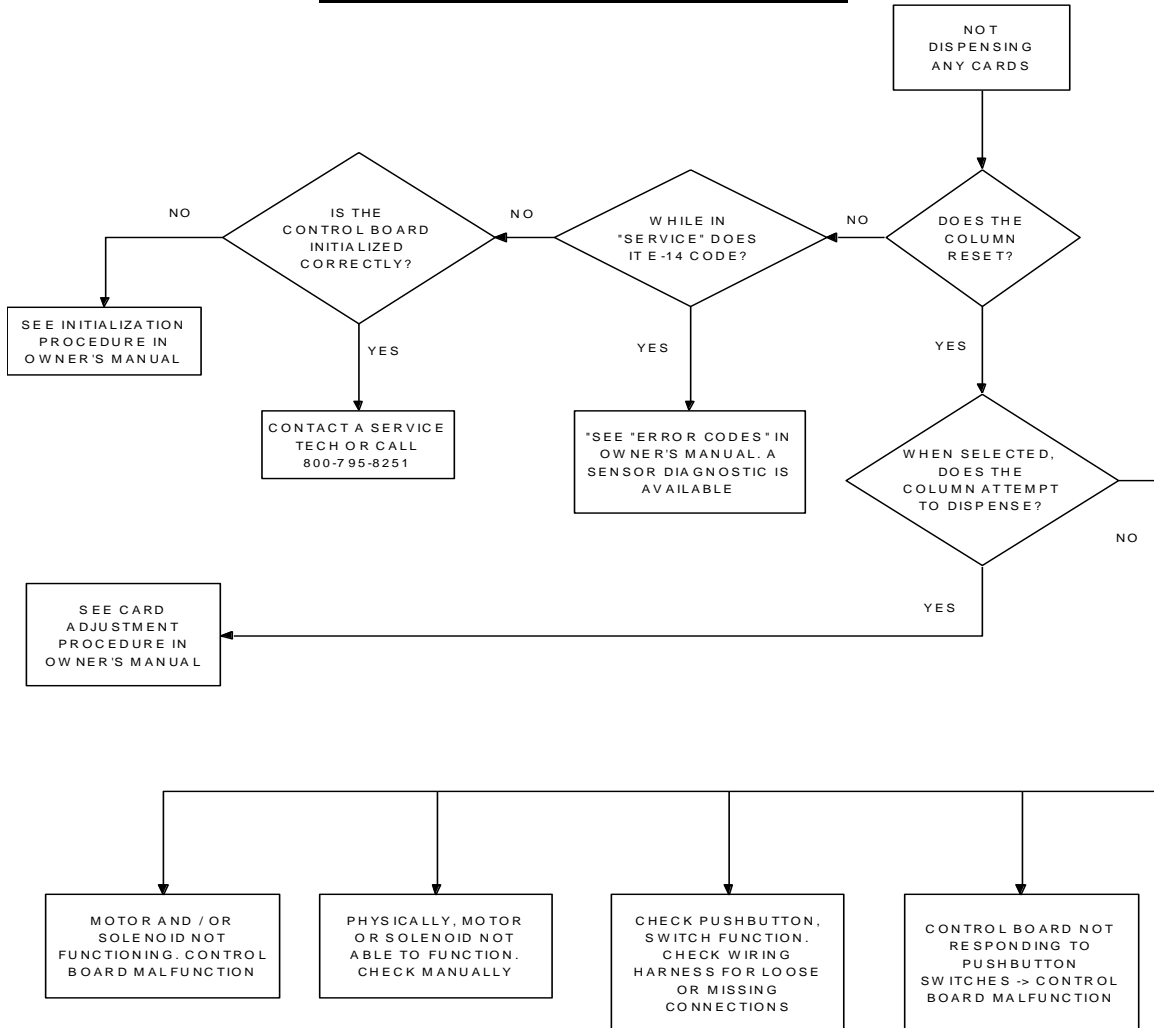 NOT
DISPENSING
ANY CARDS
DOES THE
COLUMN
RESET?
NO
WHILE IN
"SERVICE" DOES
IT E-14 CODE?
NO
IS THE
CONTROL BOARD
INITIALIZED
CORRECTLY?
NO
SEE INITIALIZATION
PROCEDURE IN
OWNER'S MANUAL
YES
CONTACT A SERVICE
TECH OR CALL
800-795-8251
YES
"SEE "ERROR CODES" IN
OWNER'S MANUAL. A
SENSOR DIAGNOSTIC IS
AVAILABLE
YES
WHEN SELECTED,
DOES THE
COLUMN ATTEMPT
TO DISPENSE?
NO
YES
SEE CARD
ADJUSTMENT
PROCEDURE IN
OWNER'S MANUAL
MOTOR AND / OR
SOLENOID NOT
FUNCTIONING. CONTROL
BOARD MALFUNCTION
PHYSICALLY, MOTOR
OR SOLENOID NOT
ABLE TO FUNCTION.
CHECK MANUALLY
CHECK PUSHBUTTON,
SWITCH FUNCTION.
CHECK WIRING
HARNESS FOR LOOSE
OR MISSING
CONNECTIONS
CONTROL BOARD NOT
RESPONDING TO
PUSHBUTTON
SWITCHES -> CONTROL
BOARD MALFUNCTION